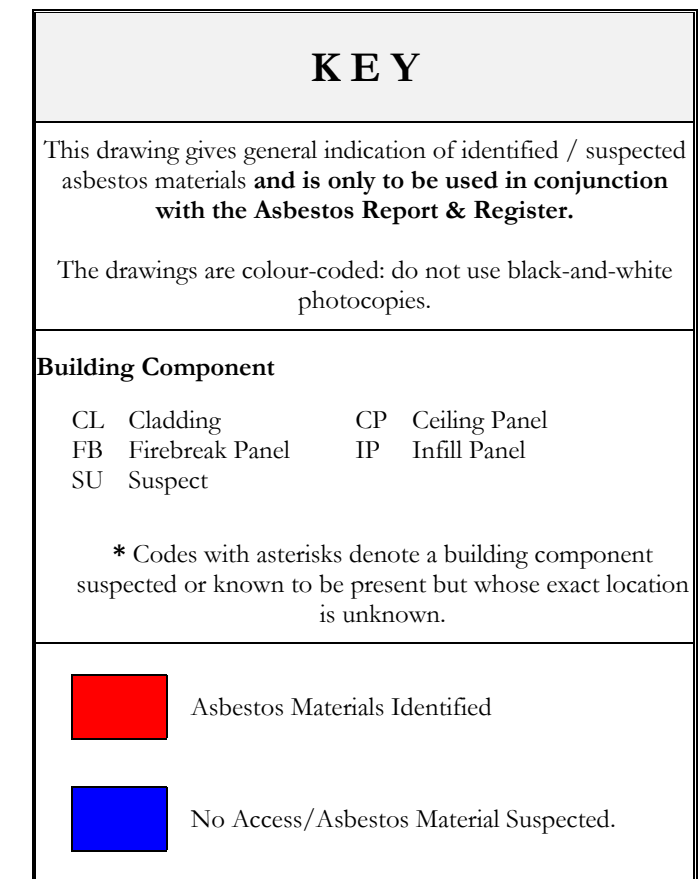 K E Y
This drawing gives general indication of identified / suspected
asbestos materials and is only to be used in conjunction
with the Asbestos Report & Register.
The drawings are colour-coded: do not use black-and-white
photocopies.
Building Component
CL Cladding CP Ceiling Panel
FB Firebreak Panel IP Infill Panel
SU Suspect
* Codes with asterisks denote a building component
suspected or known to be present but whose exact location
is unknown.
Asbestos Materials Identified
No Access/Asbestos Material Suspected.